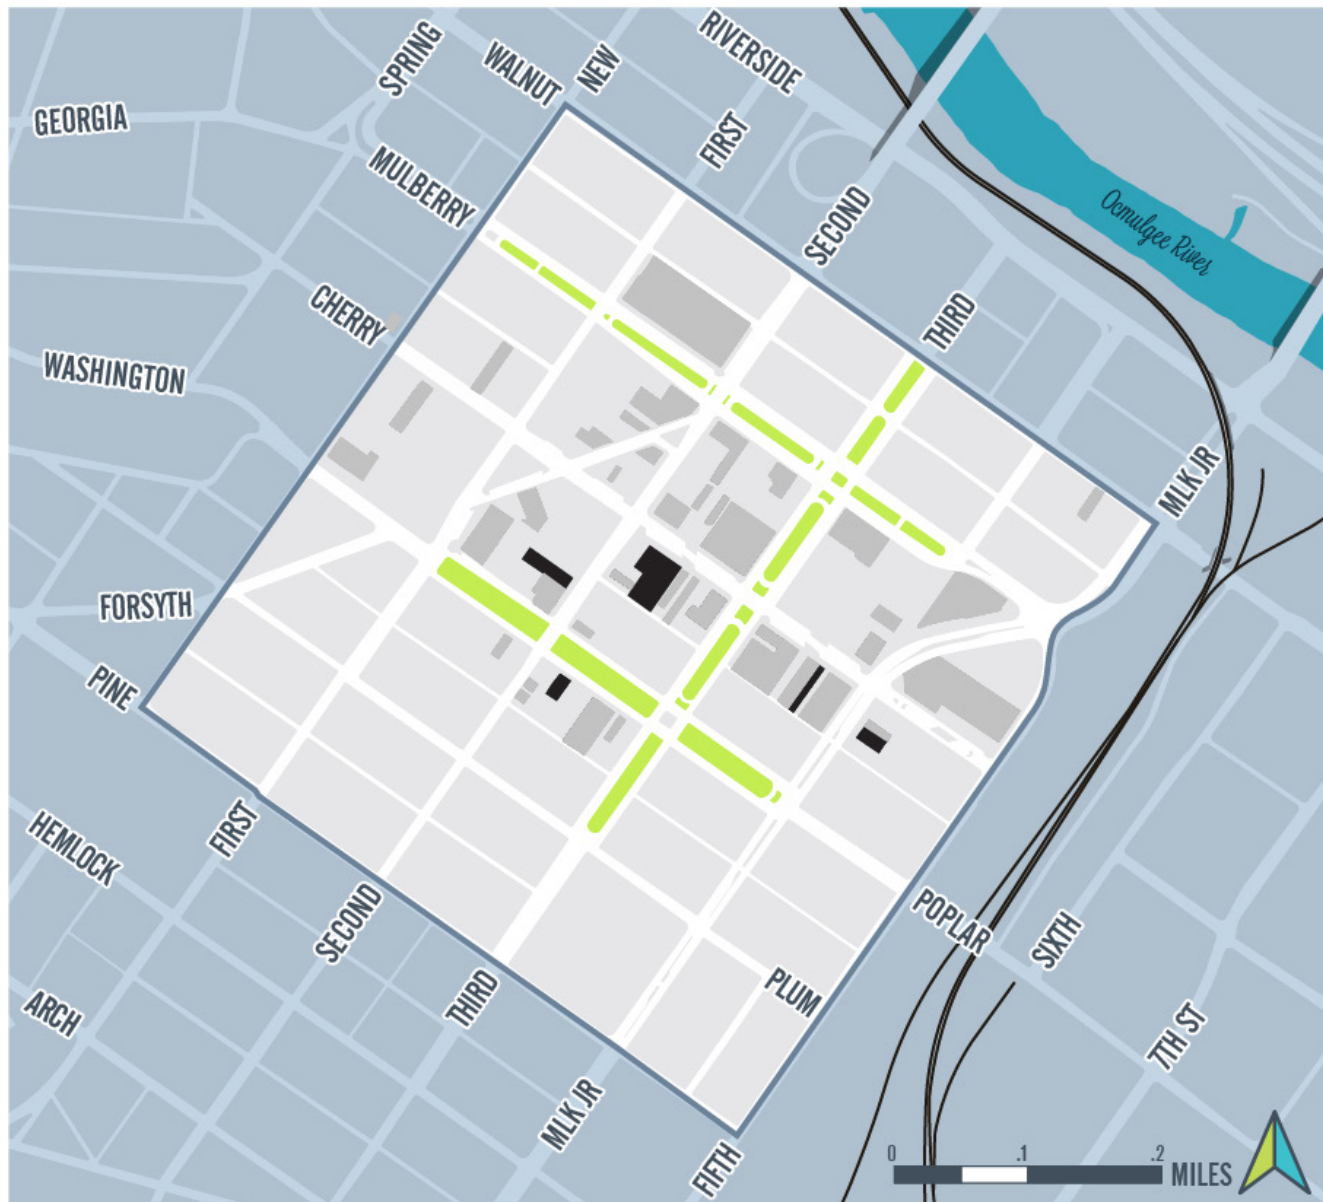 RIVERSIDE
SPRING
WALNUT
NEW
GEORGIA
FIRST
MULBERRY
SECOND
Ocmulgee River
CHERRY
THIRD
WASHINGTON
MLK JR
FORSYTH
PINE
FIRST
HEMLOCK
SECOND
POPLAR
SIXTH
THIRD
PLUM
ARCH
7TH ST
MLK JR
FIFTH
0 .1 .2
MILES